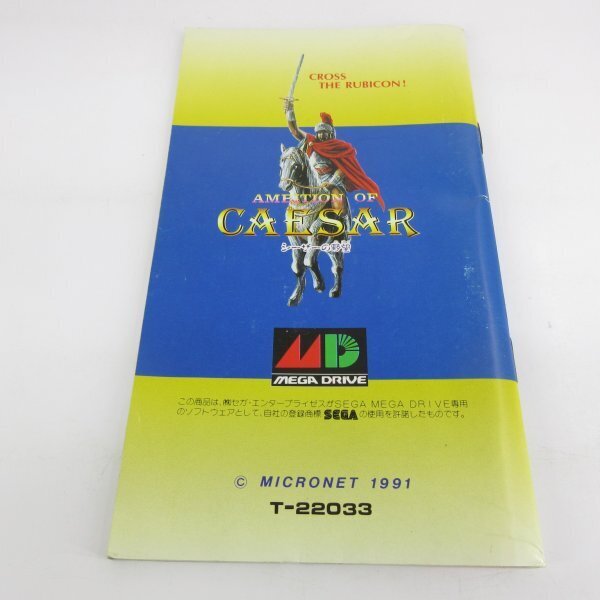 CROSS
THE RUBICON!
AMBITION OF
CAESAR
シーザーの野望
MD
MEGA DRIVE
この商品は、㈱セガ・エンタープライゼスがSEGA MEGA DRIVE専用
のソフトウェアとして、自社の登録商標 SEGA の使用を許諾したものです。
© MICRONET 1991
T-22033